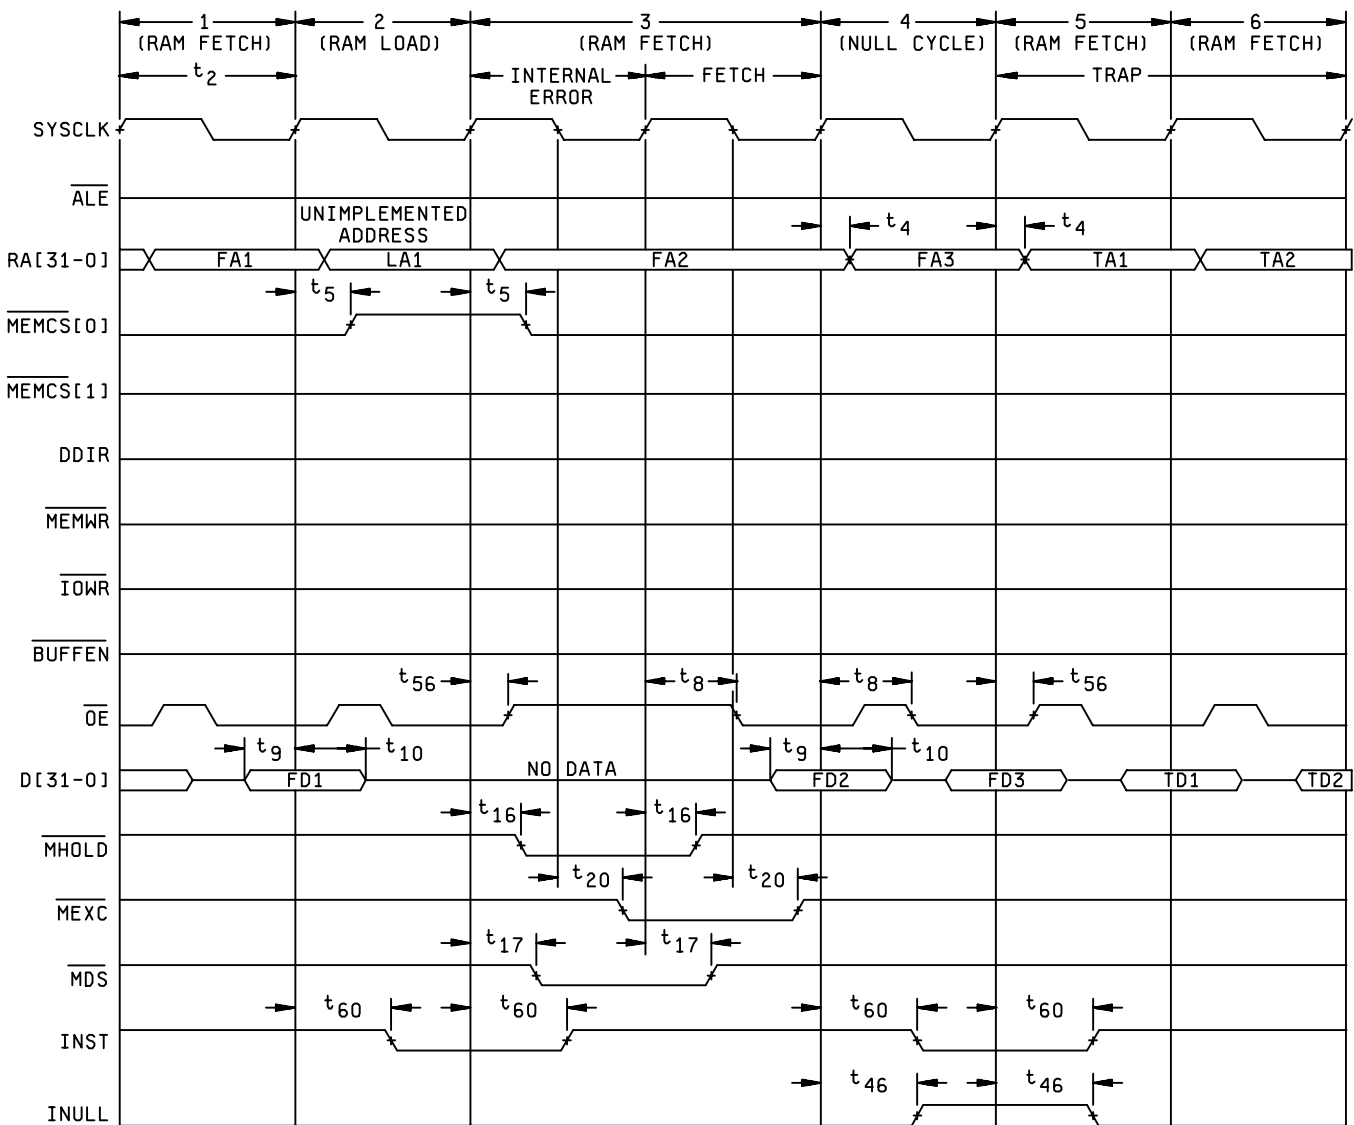 1 2 3 4 5 6
(RAM FETCH) (RAM LOAD) (RAM FETCH) (NULL CYCLE) (RAM FETCH) (RAM FETCH)
t2 INTERNAL ERROR FETCH TRAP
SYSCLK
ALE
UNIMPLEMENTED ADDRESS
t4 t4
RA[31-0] FA1 LA1 FA2 FA3 TA1 TA2
t5 t5
MEMCS[0]
MEMCS[1]
DDIR
MEMWR
IOWR
BUFFEN
t56 t8 t8 t56
OE
t9 t10 t9 t10
D[31-0] FD1 NO DATA FD2 FD3 TD1 TD2
t16 t16
MHOLD
t20 t20
MEXC
t17 t17
MDS
t60 t60 t60 t60
INST
t46 t46
INULL